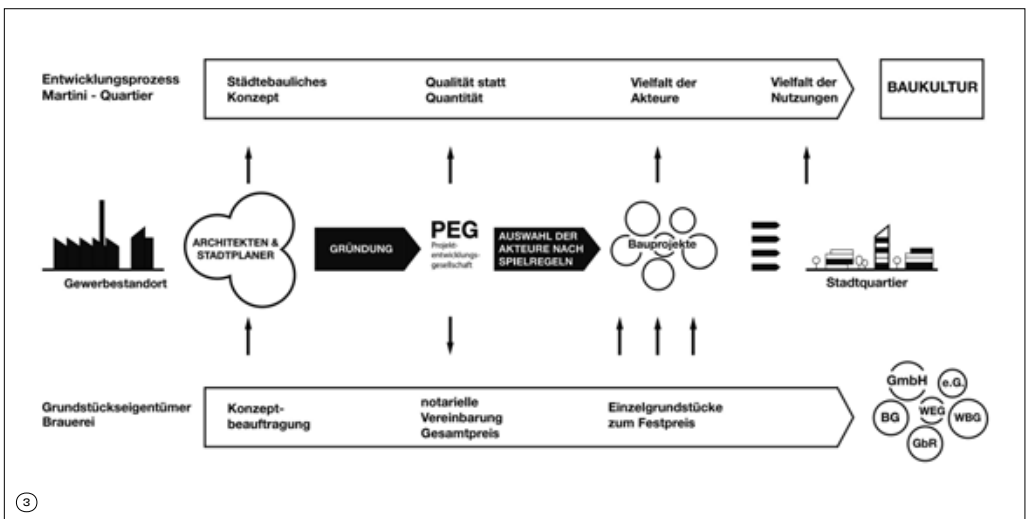 Entwicklungsprozess
Martini - Quartier
Städtebauliches
Konzept
Qualität statt
Quantität
Vielfalt der
Akteure
Vielfalt der
Nutzungen
BAUKULTUR
Gewerbestandort
ARCHITEKTEN &
STADTPLANER
GRÜNDUNG
PEG
Projekt-
entwicklungs-
gesellschaft
AUSWAHL DER
AKTEURE NACH
SPIELREGELN
Bauprojekte
Stadtquartier
Grundstückseigentümer
Brauerei
Konzept-
beauftragung
notarielle
Vereinbarung
Gesamtpreis
Einzelgrundstücke
zum Festpreis
GmbH
e.G.
BG
WEG
WBG
GbR
3